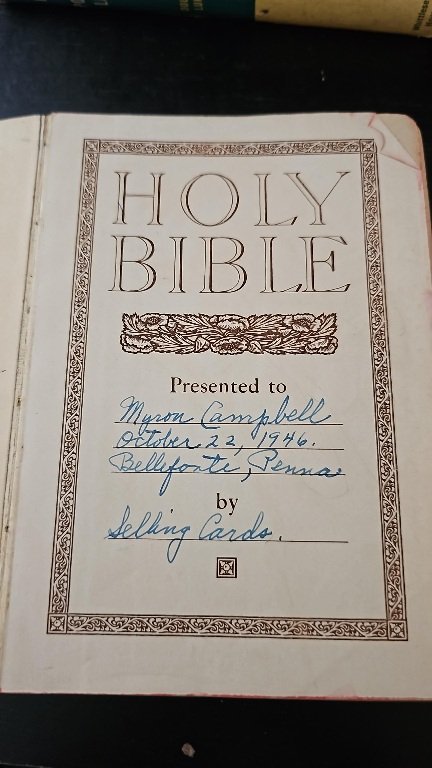 HOLY
BIBLE
Presented to
Myron Campbell
October 22, 1946.
Bellefonte, Penna
by
Selling Cards.